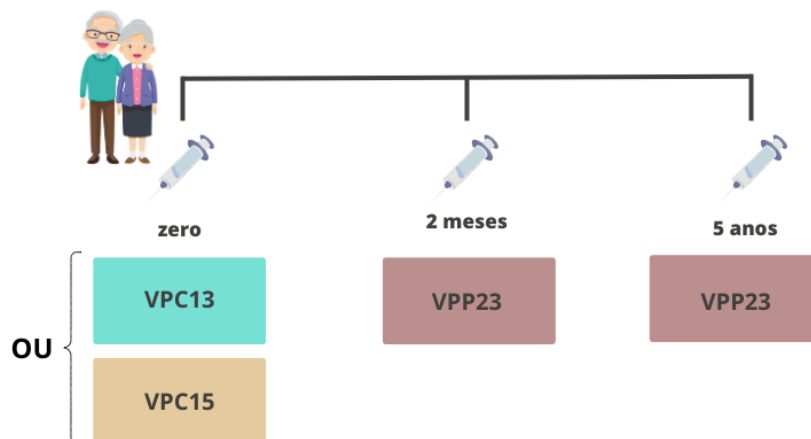 zero
2 meses
5 anos
OU
VPC13
VPP23
VPP23
VPC15